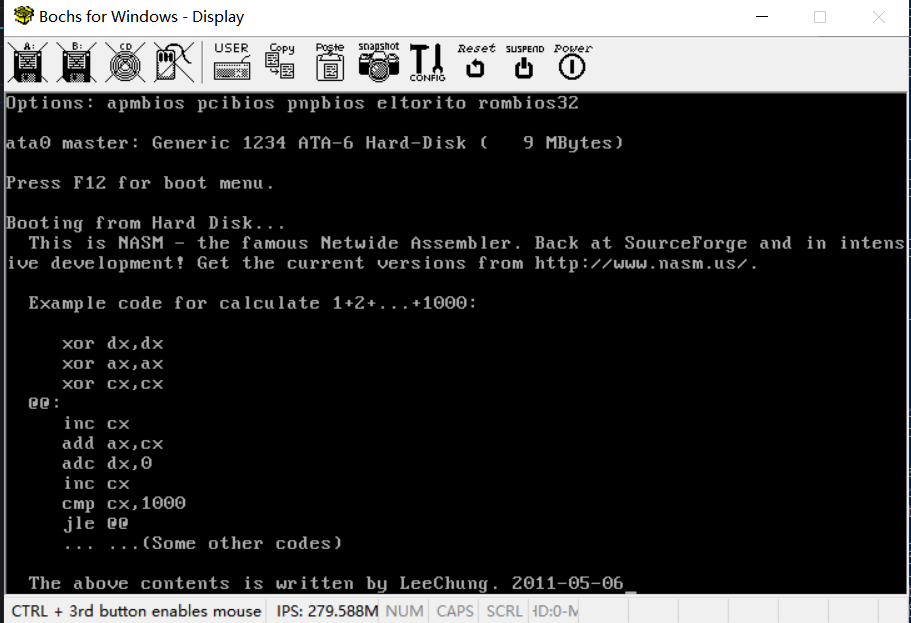 Bochs for Windows - Display
A: B: CD USER Copy Paste snapshot CONFIG Reset SUSPEND Power
Options: apmbios pcibios pnpbios eltorito rombios32
ata0 master: Generic 1234 ATA-6 Hard-Disk (   9 MBytes)
Press F12 for boot menu.
Booting from Hard Disk...
  This is NASM - the famous Netwide Assembler. Back at SourceForge and in intens
ive development! Get the current versions from http://www.nasm.us/.
  Example code for calculate 1+2+...+1000:
     xor dx,dx
     xor ax,ax
     xor cx,cx
  @@:
     inc cx
     add ax,cx
     adc dx,0
     inc cx
     cmp cx,1000
     jle @@
     ... ...(Some other codes)
  The above contents is written by LeeChung. 2011-05-06_
CTRL + 3rd button enables mouse IPS: 279.588M NUM CAPS SCRL